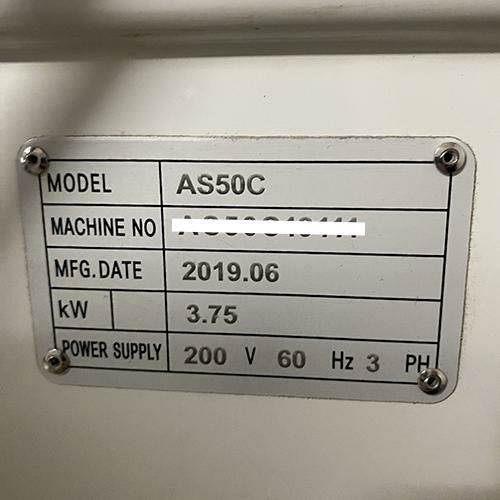 MODEL AS50C
MACHINE NO
MFG.DATE 2019.06
kW 3.75
POWER SUPPLY 200 V 60 Hz 3 PH